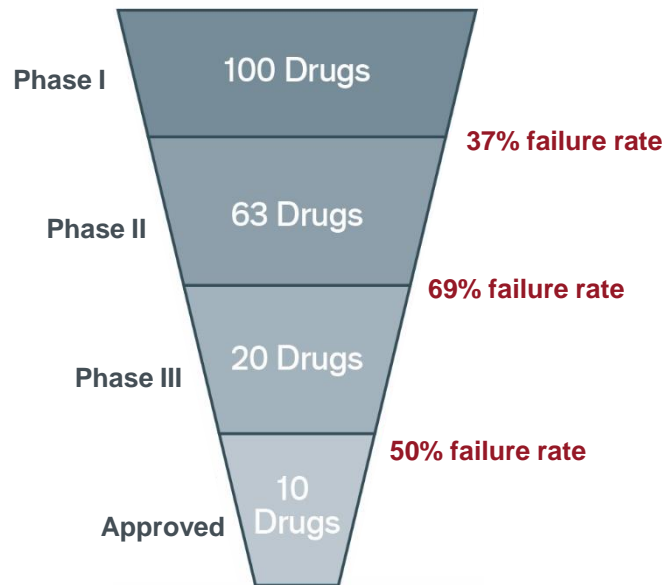 Phase I
100 Drugs
37% failure rate
Phase II
63 Drugs
69% failure rate
Phase III
20 Drugs
50% failure rate
Approved
10
Drugs